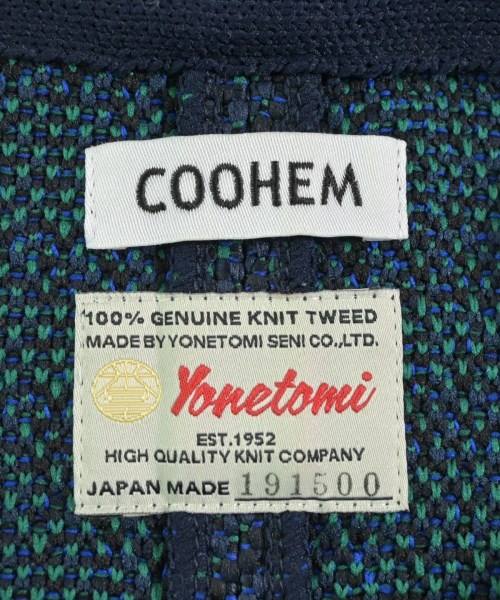 COOHEM
100% GENUINE KNIT TWEED
MADE BY YONETOMI SENI CO.,LTD.
Yonetomi
EST.1952
HIGH QUALITY KNIT COMPANY
JAPAN MADE 191500